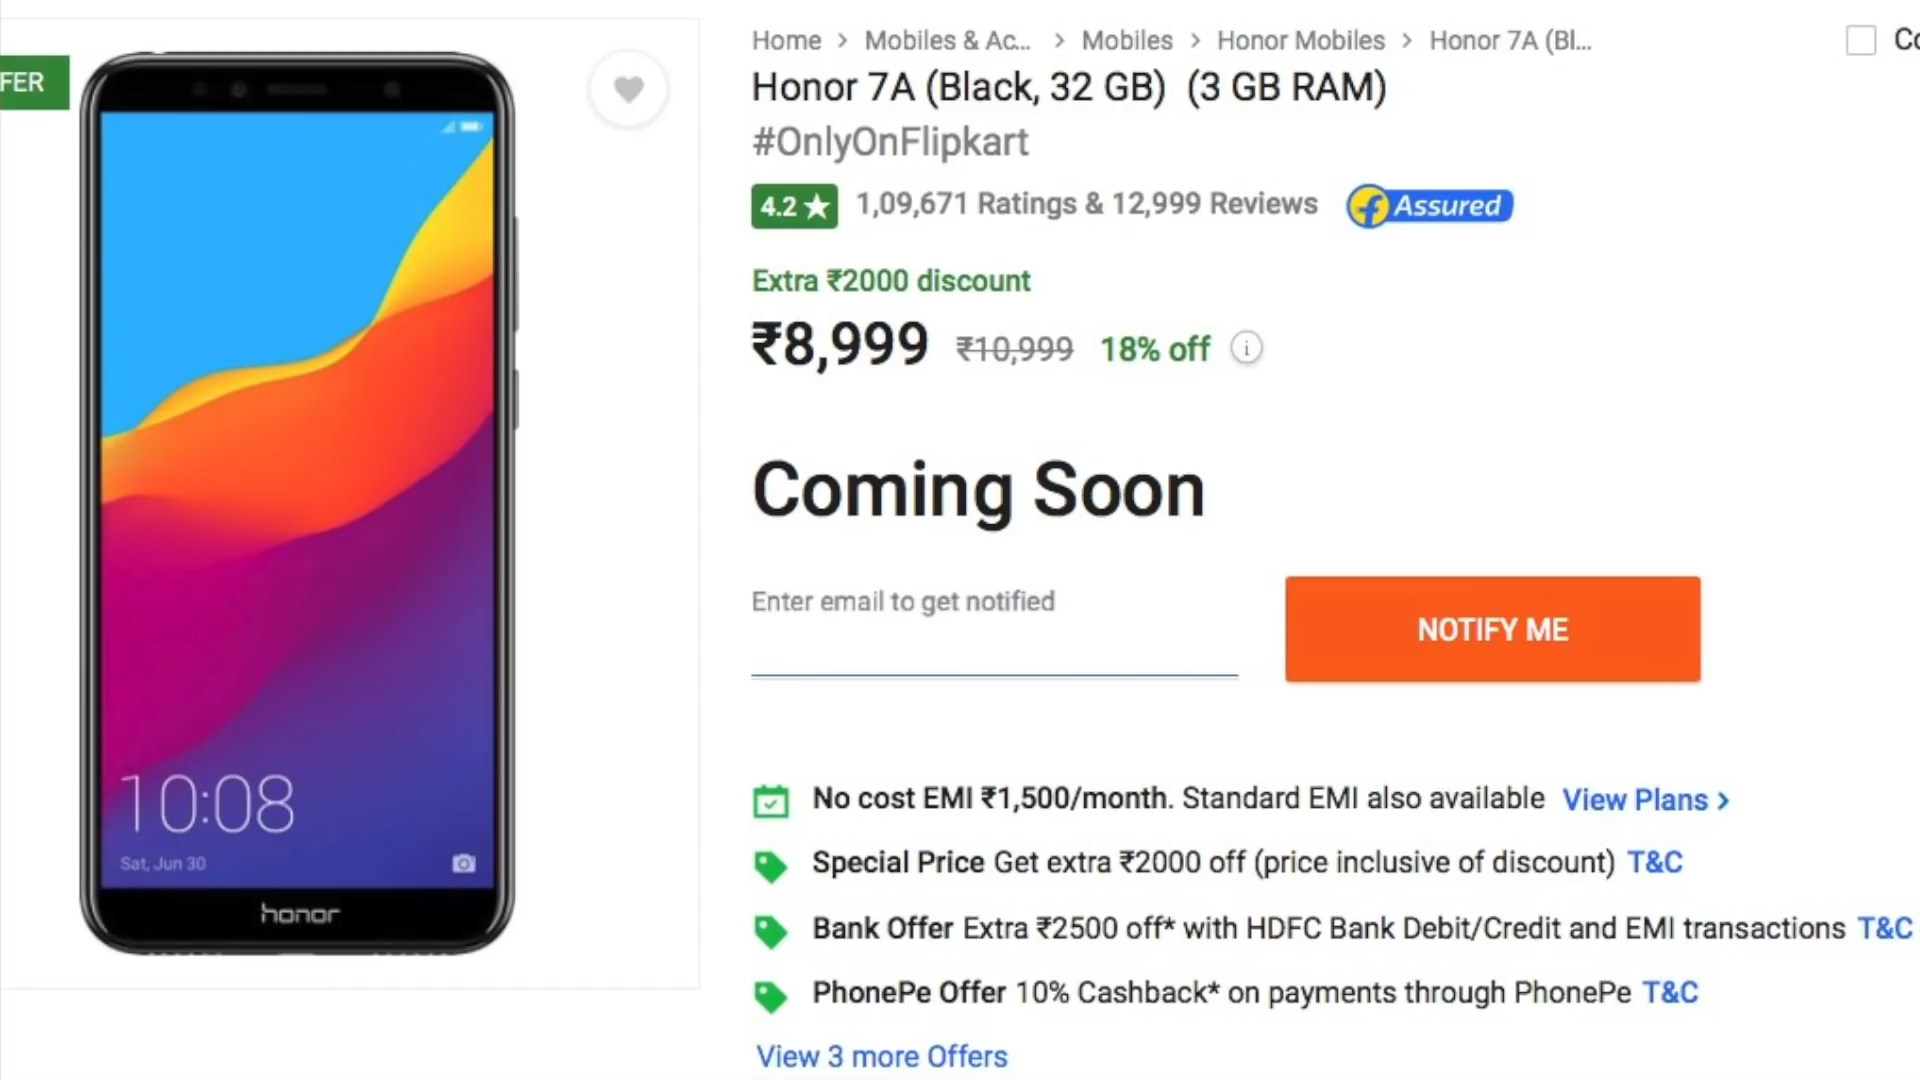 Home > Mobiles & Ac... > Mobiles > Honor Mobiles > Honor 7A (Bl...
Honor 7A (Black, 32 GB) (3 GB RAM)
#OnlyOnFlipkart
4.2★ 1,09,671 Ratings & 12,999 Reviews Assured
Extra ₹2000 discount
₹8,999 ₹10,999 18% off i
Coming Soon
Enter email to get notified
NOTIFY ME
No cost EMI ₹1,500/month. Standard EMI also available View Plans >
Special Price Get extra ₹2000 off (price inclusive of discount) T&C
Bank Offer Extra ₹2500 off* with HDFC Bank Debit/Credit and EMI transactions T&C
PhonePe Offer 10% Cashback* on payments through PhonePe T&C
View 3 more Offers
FER
10:08
Sat, Jun 30
honor
Co